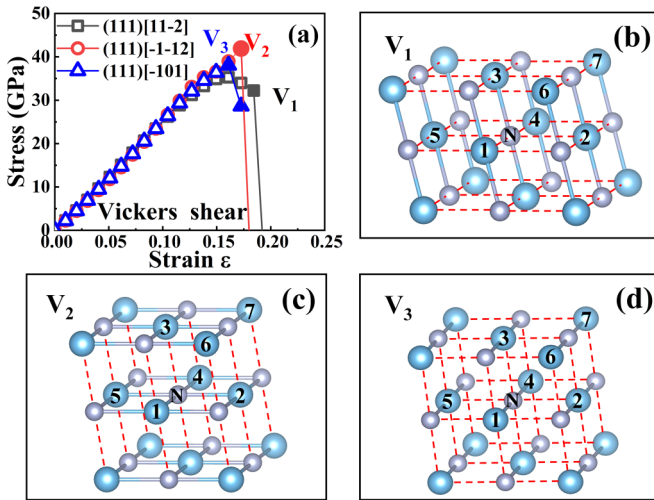 (a)
(111)[11-2]
(111)[-1-12]
(111)[-101]
V3
V2
V1
Vickers shear
Stress (GPa)
50
40
30
20
10
0
0.00
0.05
0.10
0.15
0.20
0.25
Strain ε
V1
(b)
7
3
6
4
5
N
2
1
V2
(c)
7
3
6
4
5
N
2
1
V3
(d)
7
3
6
4
5
N
2
1